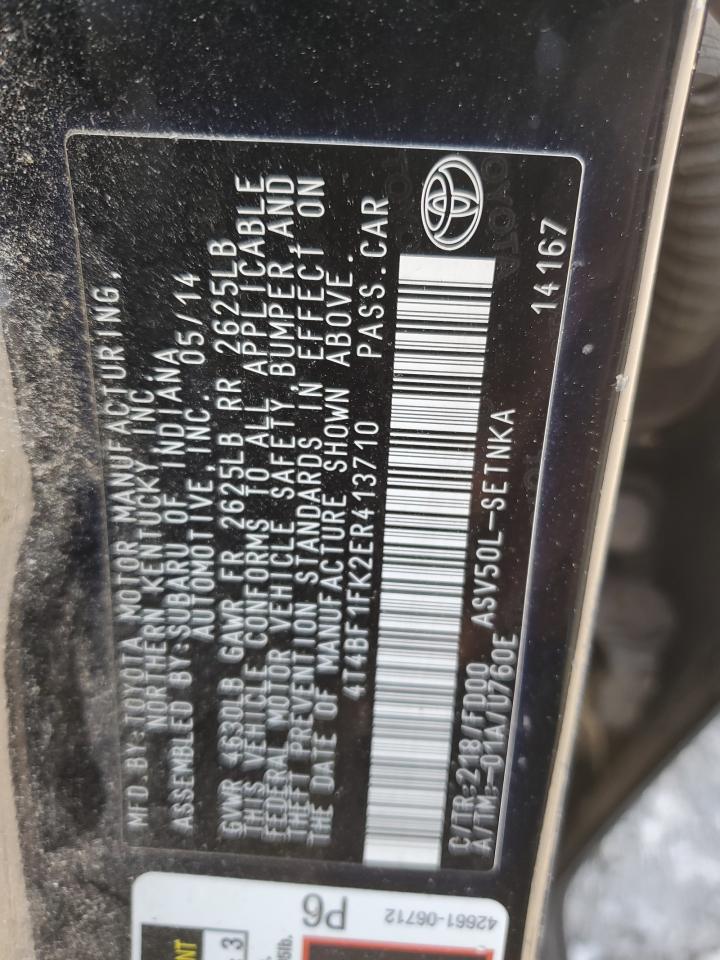 MFD.BY:TOYOTA MOTOR MANUFACTURING,
NORTHERN KENTUCKY INC.
ASSEMBLED BY:SUBARU OF INDIANA
AUTOMOTIVE,INC. 05/14
GVWR 4630LB GAWR FR 2625LB RR 2625LB
THIS VEHICLE CONFORMS TO ALL APPLICABLE
FEDERAL MOTOR VEHICLE SAFETY,BUMPER,AND
THEFT PREVENTION STANDARDS IN EFFECT ON
THE DATE OF MANUFACTURE SHOWN ABOVE.
4T4BF1FK2ER413710 PASS.CAR
C/TR:218/FD00 ASV50L-SETNKA
A/TM:-01A/U760E
14167
P6
42661-06712